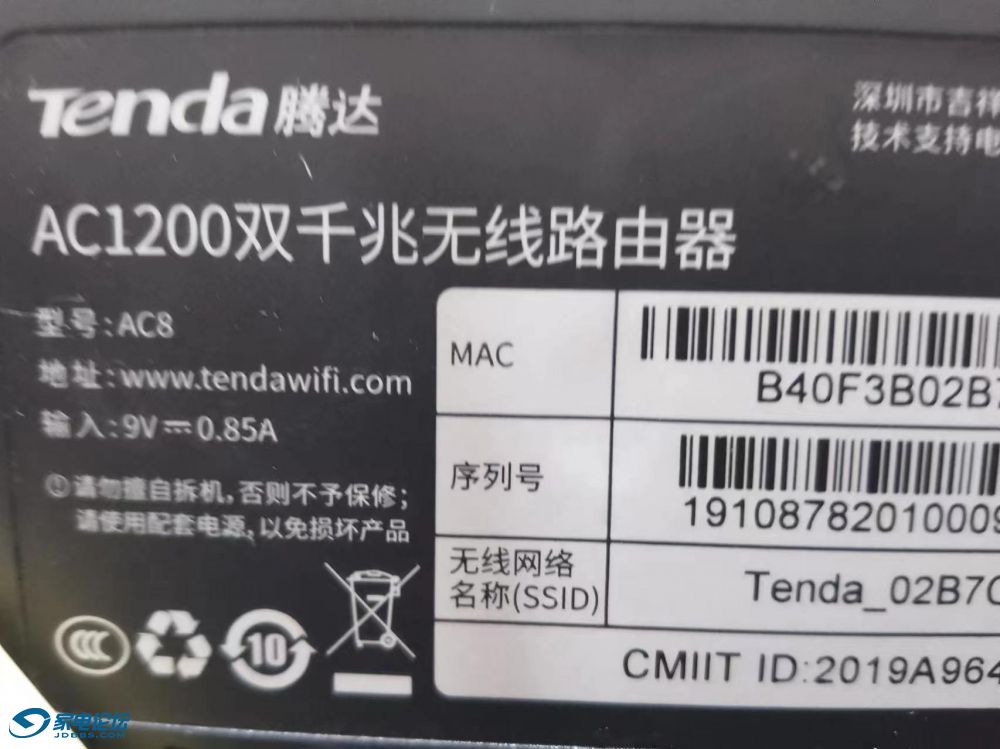 Tenda腾达
深圳市吉祥
技术支持电
AC1200双千兆无线路由器
型号:AC8
地址:www.tendawifi.com
输入:9V⎓0.85A
请勿擅自拆机,否则不予保修;
请使用配套电源,以免损坏产品
MAC
B40F3B02B
序列号
19108782010009
无线网络
名称(SSID)
Tenda_02B70
CMIIT ID:2019A964
10
家电论坛
JDBBS.COM